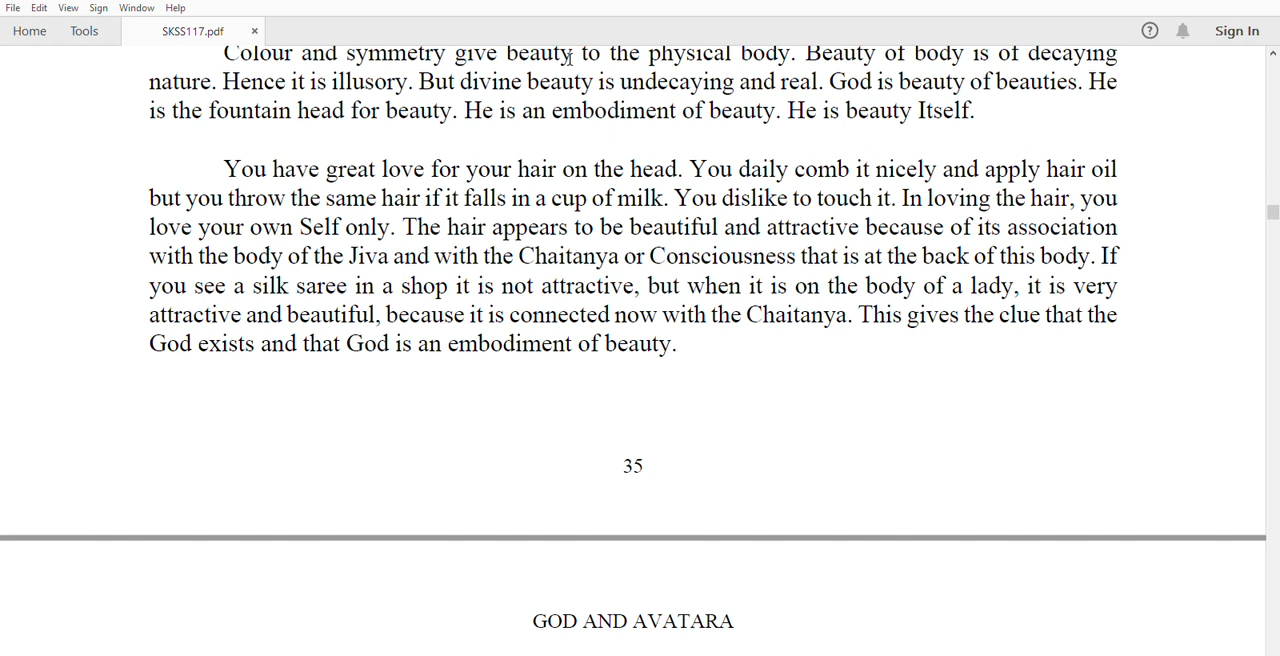 File Edit View Sign Window Help
Home Tools SKSS117.pdf × ? Sign In
Colour and symmetry give beauty to the physical body. Beauty of body is of decaying
nature. Hence it is illusory. But divine beauty is undecaying and real. God is beauty of beauties. He
is the fountain head for beauty. He is an embodiment of beauty. He is beauty Itself.
You have great love for your hair on the head. You daily comb it nicely and apply hair oil
but you throw the same hair if it falls in a cup of milk. You dislike to touch it. In loving the hair, you
love your own Self only. The hair appears to be beautiful and attractive because of its association
with the body of the Jiva and with the Chaitanya or Consciousness that is at the back of this body. If
you see a silk saree in a shop it is not attractive, but when it is on the body of a lady, it is very
attractive and beautiful, because it is connected now with the Chaitanya. This gives the clue that the
God exists and that God is an embodiment of beauty.
35
GOD AND AVATARA